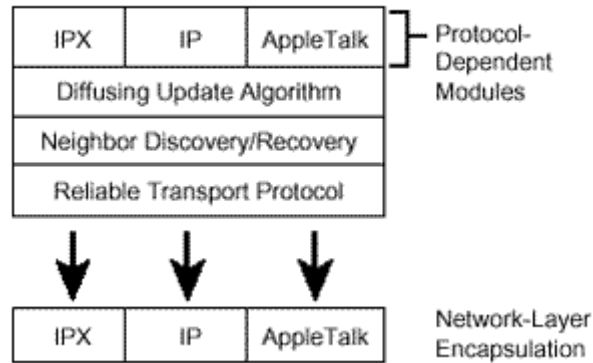 IPX IP AppleTalk
Protocol-
Dependent
Modules
Diffusing Update Algorithm
Neighbor Discovery/Recovery
Reliable Transport Protocol
IPX IP AppleTalk
Network-Layer
Encapsulation